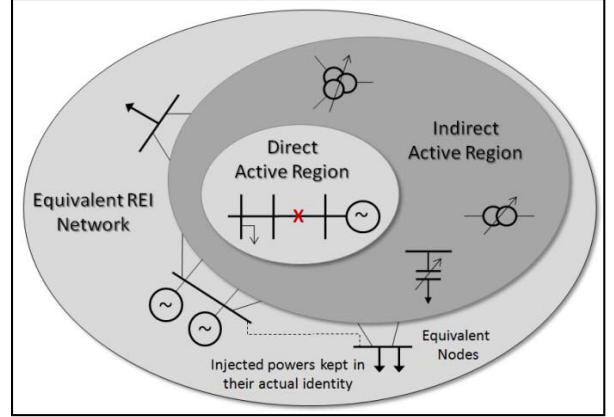 Direct
Active Region
X
Indirect
Active Region
Equivalent REI
Network
~
~
~
Equivalent
Nodes
Injected powers kept in
their actual identity